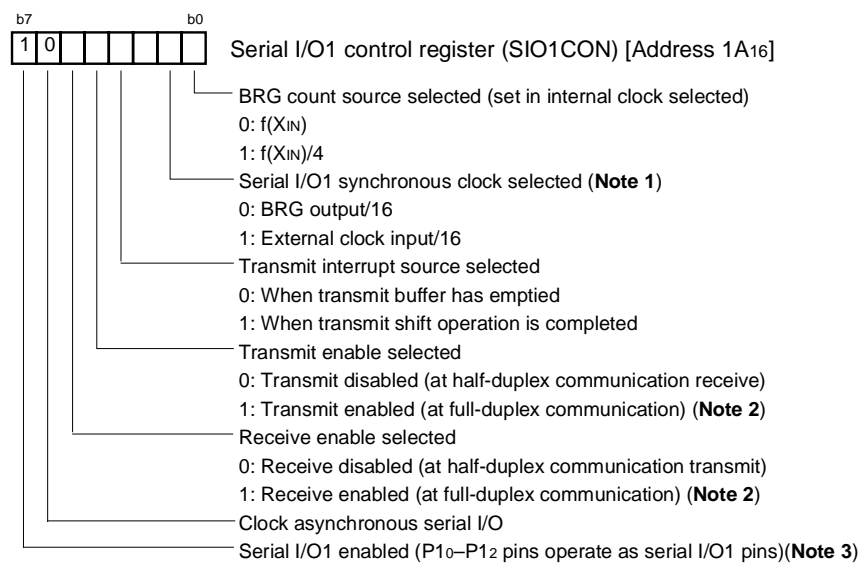 b7 b0
1 0 Serial I/O1 control register (SIO1CON) [Address 1A16]
BRG count source selected (set in internal clock selected)
0: f(XIN)
1: f(XIN)/4
Serial I/O1 synchronous clock selected (Note 1)
0: BRG output/16
1: External clock input/16
Transmit interrupt source selected
0: When transmit buffer has emptied
1: When transmit shift operation is completed
Transmit enable selected
0: Transmit disabled (at half-duplex communication receive)
1: Transmit enabled (at full-duplex communication) (Note 2)
Receive enable selected
0: Receive disabled (at half-duplex communication transmit)
1: Receive enabled (at full-duplex communication) (Note 2)
Clock asynchronous serial I/O
Serial I/O1 enabled (P10–P12 pins operate as serial I/O1 pins)(Note 3)